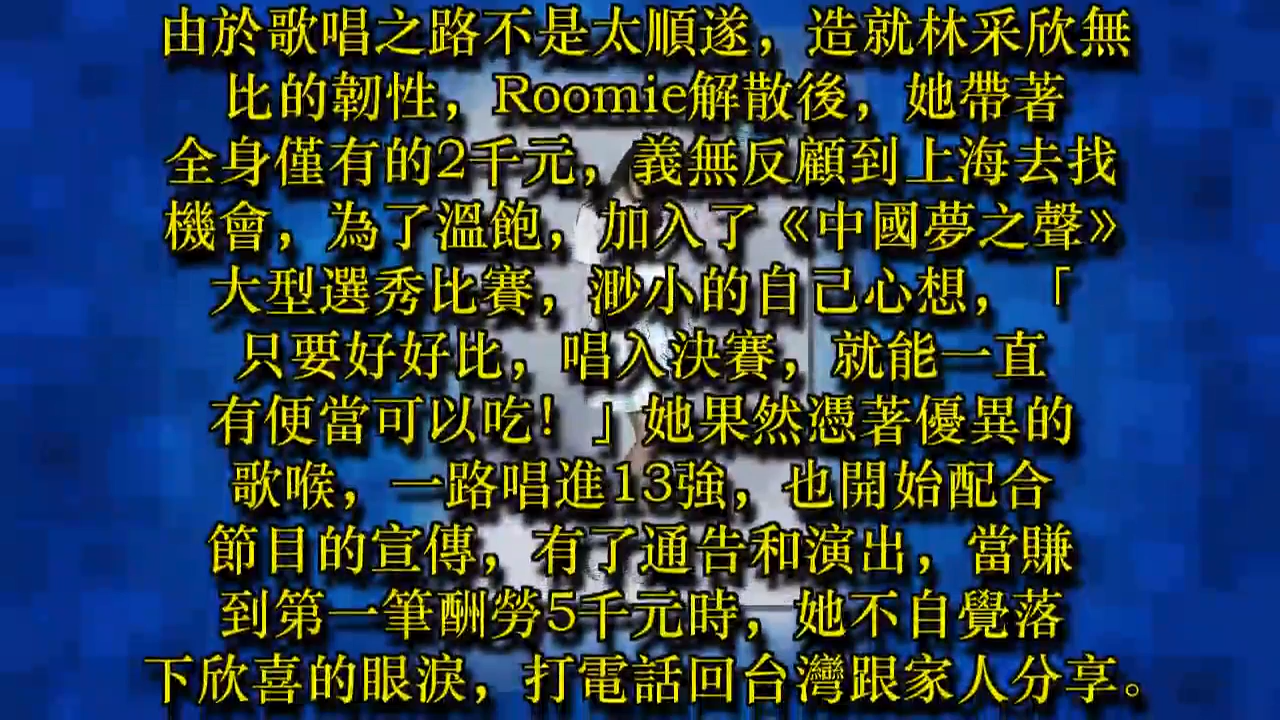 由於歌唱之路不是太順遂，造就林采欣無
比的韌性，Roomie解散後，她帶著
全身僅有的2千元，義無反顧到上海去找
機會，為了溫飽，加入了《中國夢之聲》
大型選秀比賽，渺小的自己心想，「
只要好好比，唱入決賽，就能一直
有便當可以吃！」她果然憑著優異的
歌喉，一路唱進13強，也開始配合
節目的宣傳，有了通告和演出，當賺
到第一筆酬勞5千元時，她不自覺落
下欣喜的眼淚，打電話回台灣跟家人分享。